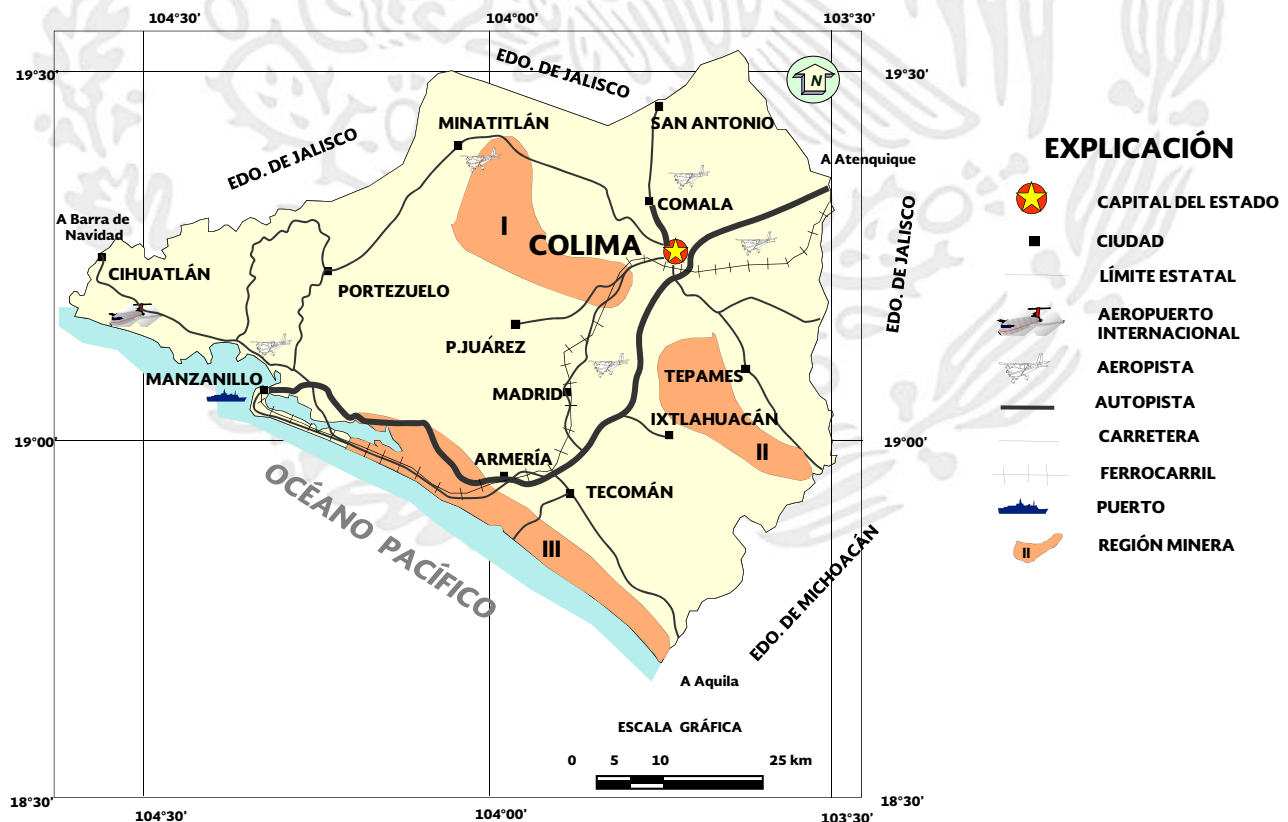 104°30'
104°00'
103°30'
19°30'
19°30'
EDO. DE JALISCO
N
MINATITLÁN
SAN ANTONIO
EDO. DE JALISCO
A Atenquique
EDO. DE JALISCO
COMALA
A Barra de
Navidad
I
COLIMA
CIHUATLÁN
PORTEZUELO
P.JUÁREZ
MANZANILLO
MADRID
TEPAMES
IXTLAHUACÁN
19°00'
19°00'
II
ARMERÍA
TECOMÁN
OCÉANO PACÍFICO
III
EDO. DE MICHOACÁN
A Aquila
ESCALA GRÁFICA
0 5 10 25 km
18°30'
18°30'
104°30'
104°00'
103°30'
EXPLICACIÓN
CAPITAL DEL ESTADO
CIUDAD
LÍMITE ESTATAL
AEROPUERTO
INTERNACIONAL
AEROPISTA
AUTOPISTA
CARRETERA
FERROCARRIL
PUERTO
II
REGIÓN MINERA